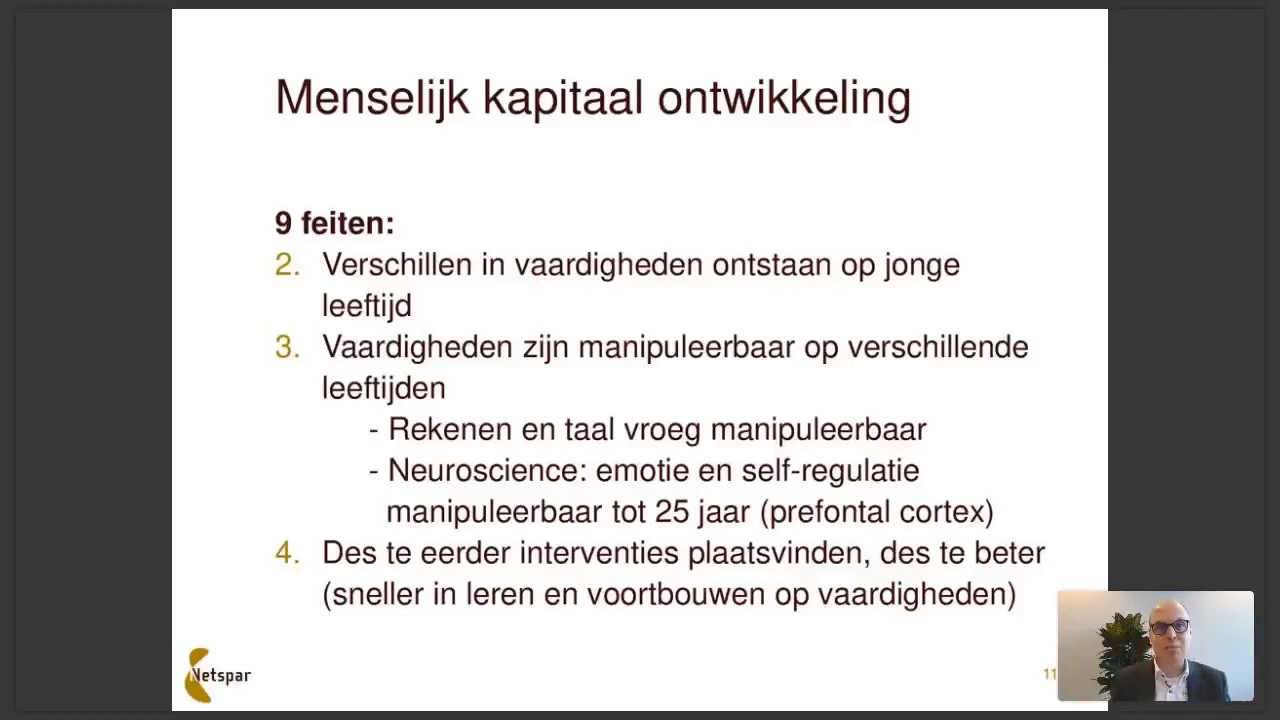 Menselijk kapitaal ontwikkeling
9 feiten:
2. Verschillen in vaardigheden ontstaan op jonge
leeftijd
3. Vaardigheden zijn manipuleerbaar op verschillende
leeftijden
- Rekenen en taal vroeg manipuleerbaar
- Neuroscience: emotie en self-regulatie
manipuleerbaar tot 25 jaar (prefontal cortex)
4. Des te eerder interventies plaatsvinden, des te beter
(sneller in leren en voortbouwen op vaardigheden)
Netspar
11